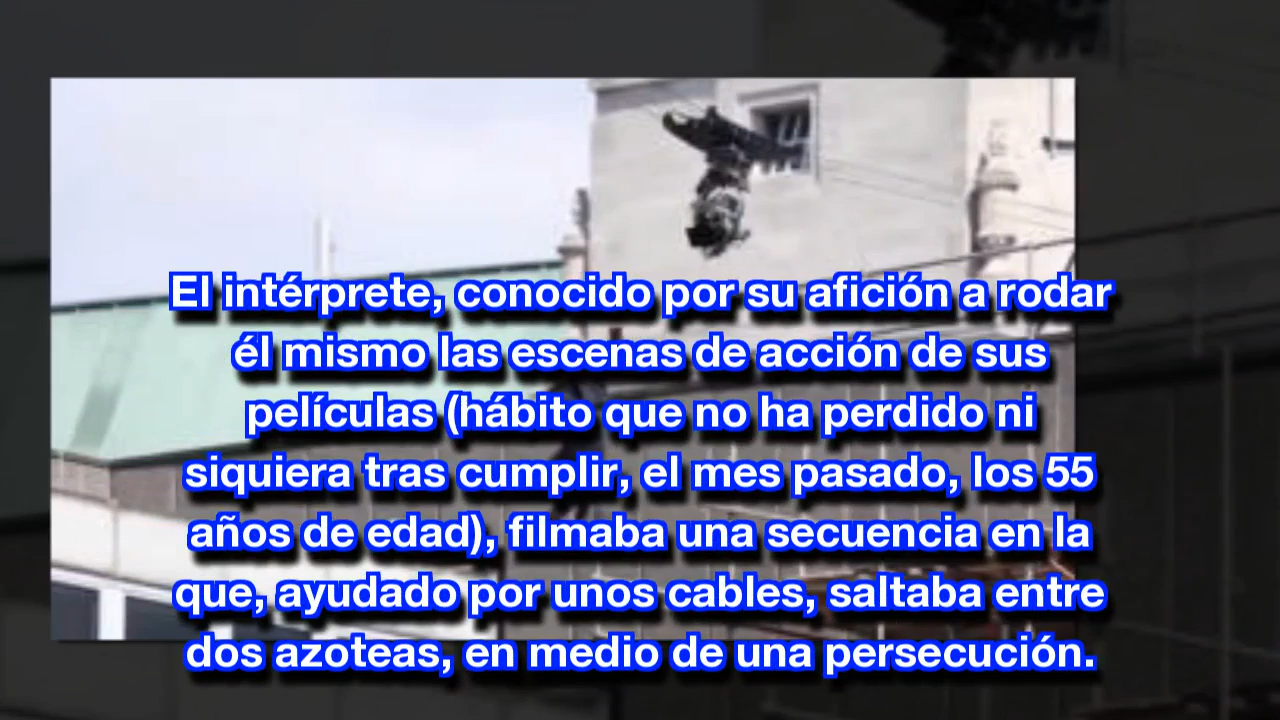 El intérprete, conocido por su afición a rodar
él mismo las escenas de acción de sus
películas (hábito que no ha perdido ni
siquiera tras cumplir, el mes pasado, los 55
años de edad), filmaba una secuencia en la
que, ayudado por unos cables, saltaba entre
dos azoteas, en medio de una persecución.